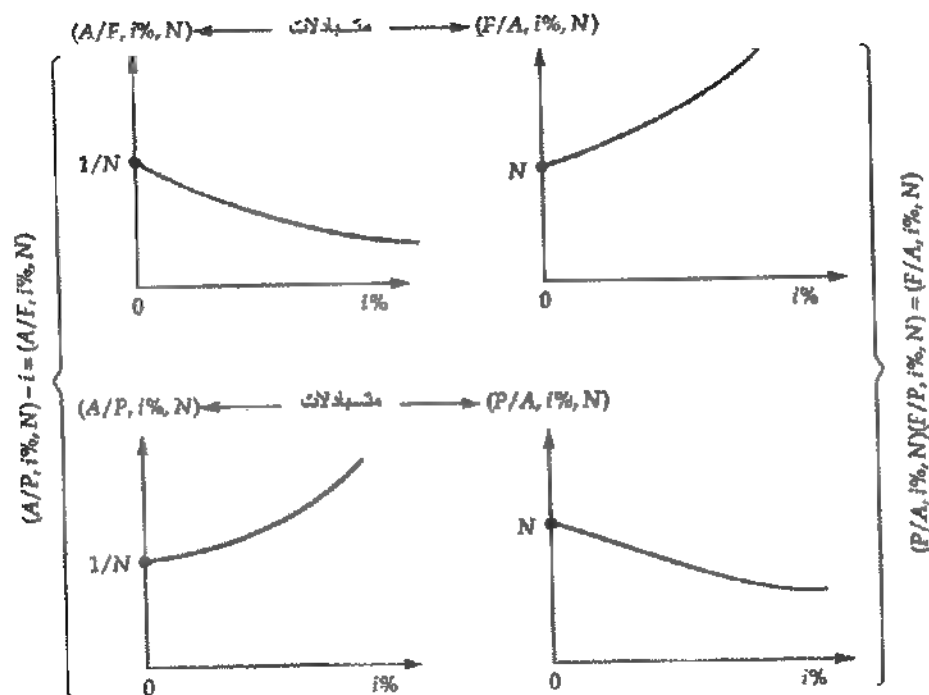 (A/F, i%, N) متبادلات (F/A, i%, N)
1/N
0
i%
N
0
i%
(A/P, i%, N) − i = (A/F, i%, N)
(P/A, i%, N)(F/P, i%, N) = (F/A, i%, N)
(A/P, i%, N) متبادلات (P/A, i%, N)
1/N
0
i%
N
0
i%